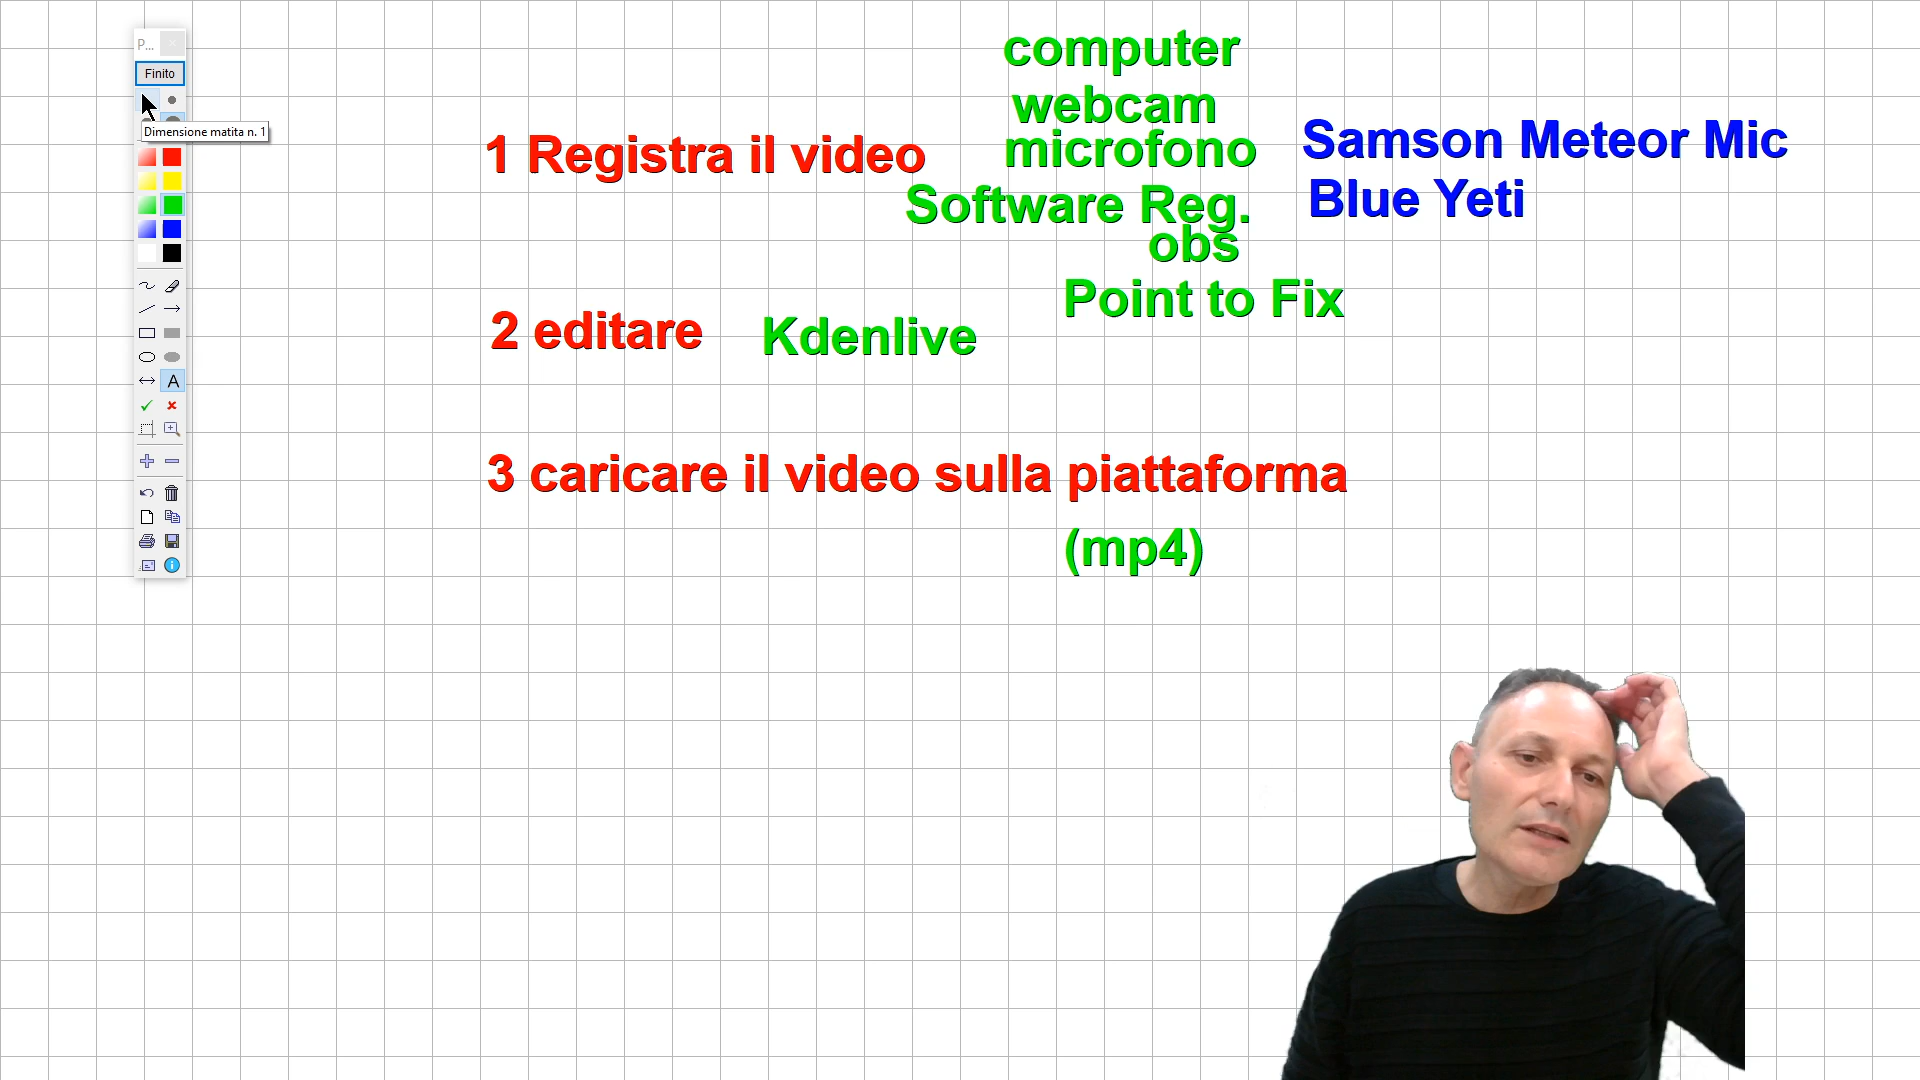 P...
Finito
Dimensione matita n. 1
computer
webcam
1 Registra il video
microfono
Samson Meteor Mic
Software Reg.
Blue Yeti
obs
Point to Fix
2 editare
Kdenlive
A
3 caricare il video sulla piattaforma
(mp4)